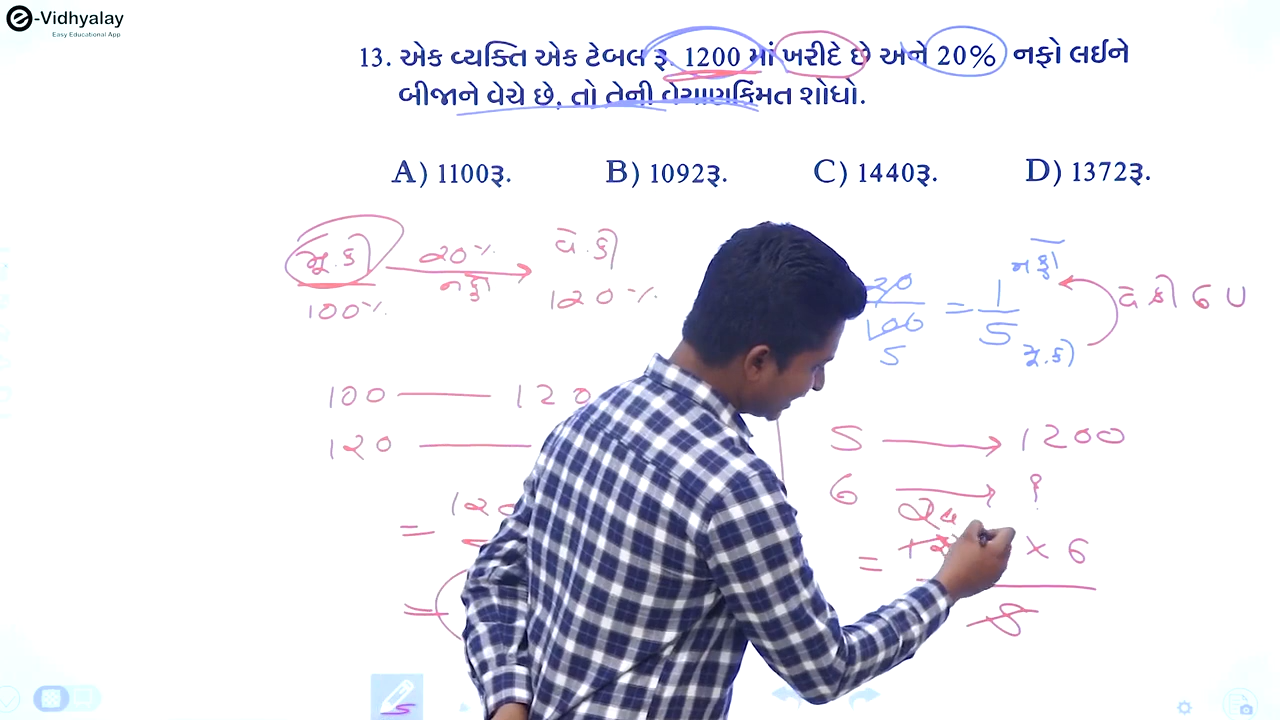 e-Vidhyalay
Easy Educational App
13. એક વ્યક્તિ એક ટેબલ રૂ. 1200 માં ખરીદે છે અને 20% નફો લઈને
બીજાને વેચે છે. તો તેની વેચાણકિંમત શોધો.
A) 1100રૂ. B) 1092રૂ. C) 1440રૂ. D) 1372રૂ.
મૂ.કી 20% નફો વે.કી
100% 120%
20/100 = 1/5 નફો મૂ.કી વે કી 6 U
5
100 120
120
5 1200
6 ?
= 120
24
= × 6
5
=